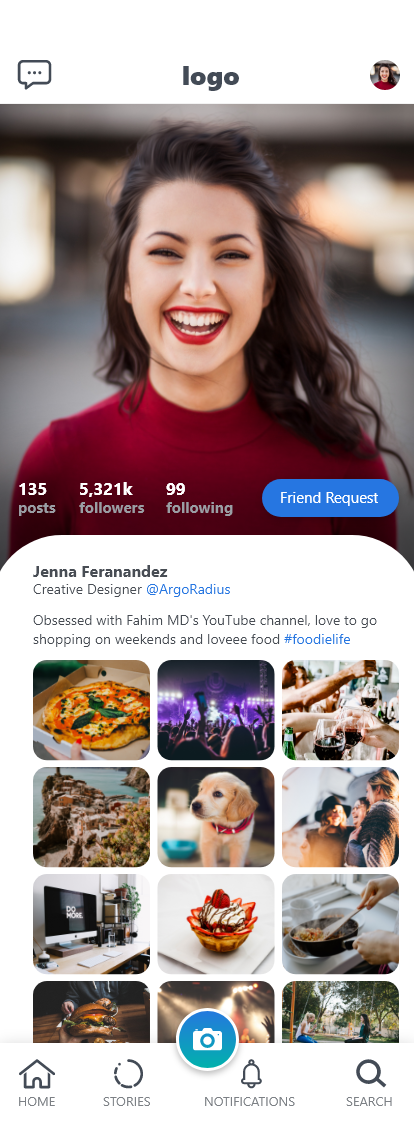 logo
135 5,321k 99
posts followers following
Friend Request
Jenna Feranandez
Creative Designer @ArgoRadius
Obsessed with Fahim MD's YouTube channel, love to go
shopping on weekends and loveee food #foodielife
DO
MORE.
HOME STORIES NOTIFICATIONS SEARCH